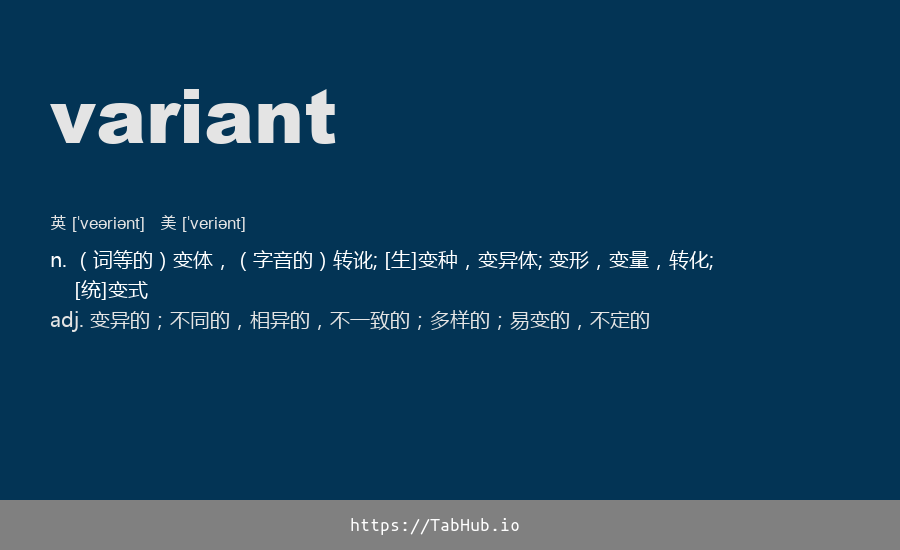 variant
英 [ˈveəriənt]   美 [ˈveriənt]
n. （词等的）变体，（字音的）转讹; [生]变种，变异体; 变形，变量，转化;
[统]变式
adj. 变异的；不同的，相异的，不一致的；多样的；易变的，不定的
https://TabHub.io